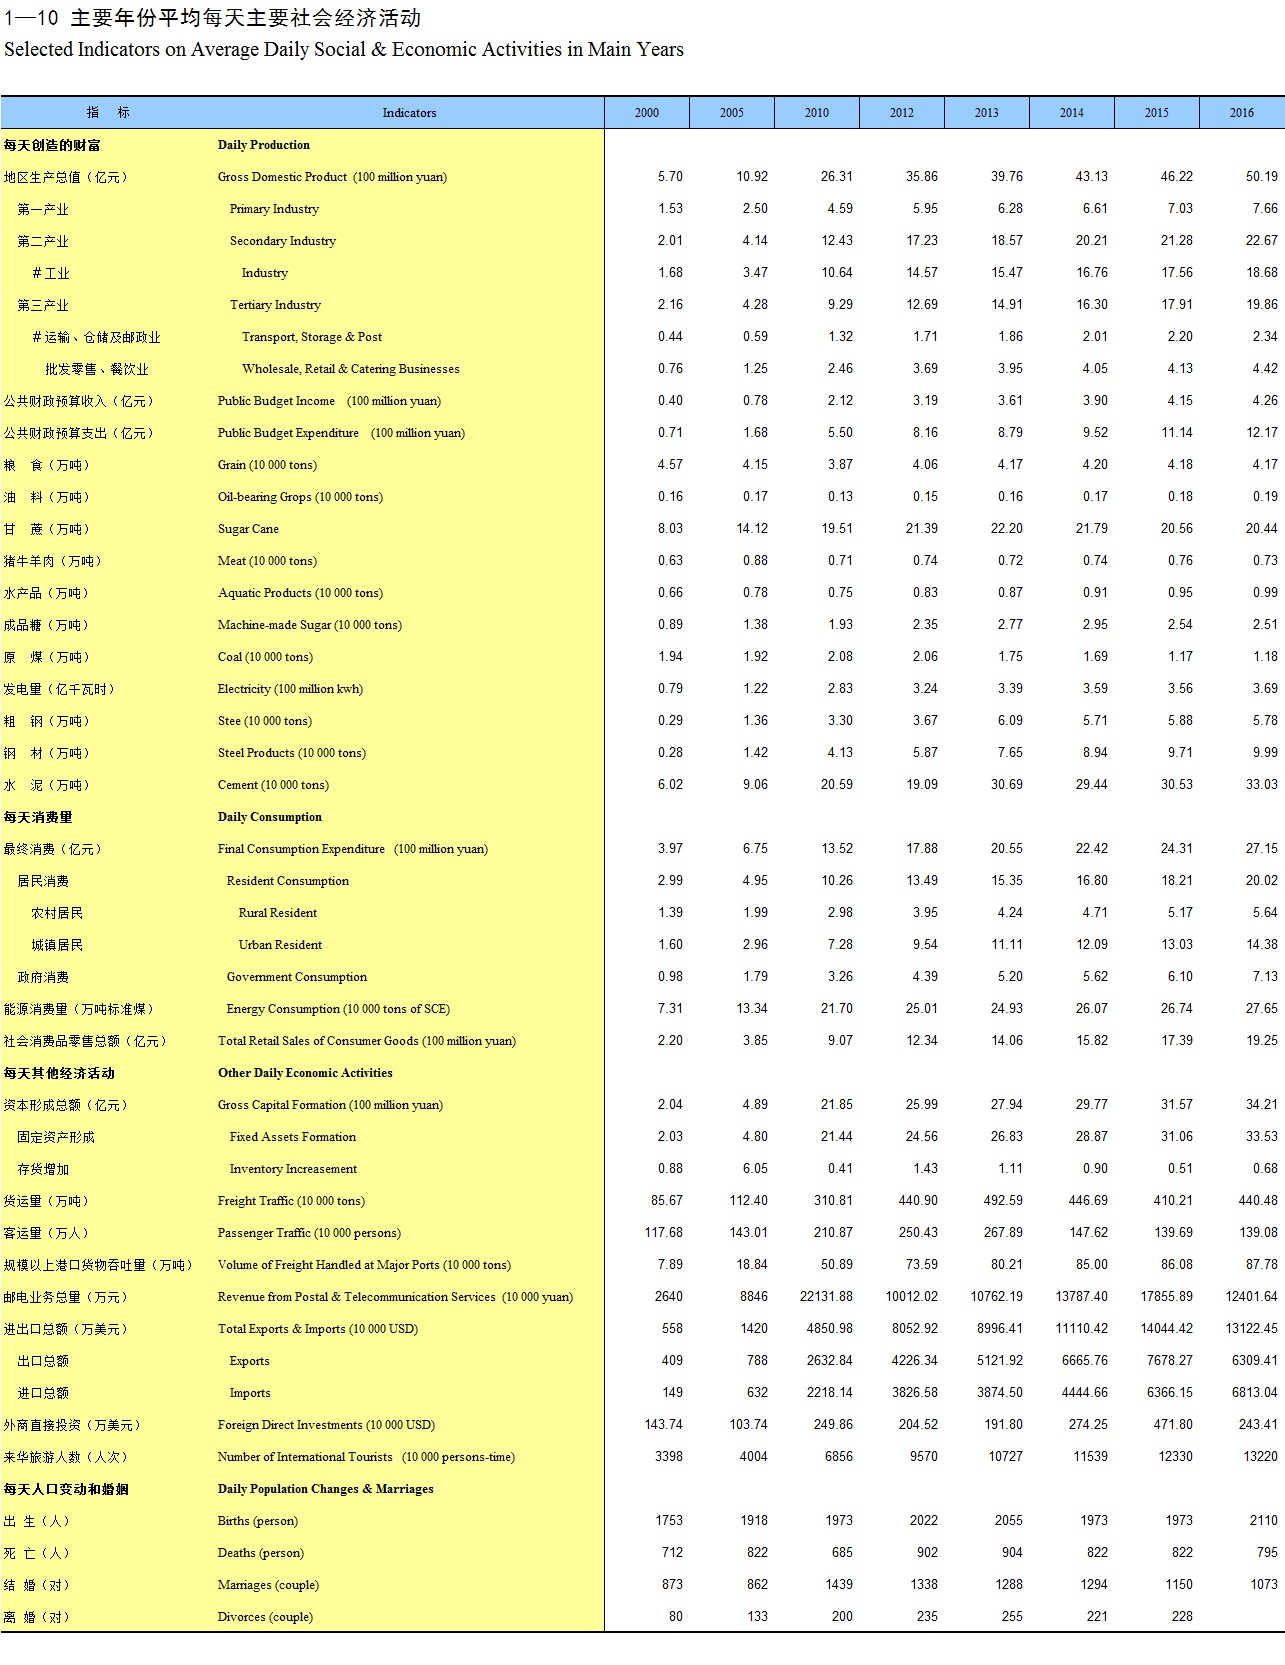 1—10 主要年份平均每天主要社会经济活动
Selected Indicators on Average Daily Social & Economic Activities in Main Years
指 标 Indicators 2000 2005 2010 2012 2013 2014 2015 2016
每天创造的财富 Daily Production
地区生产总值（亿元） Gross Domestic Product (100 million yuan) 5.70 10.92 26.31 35.86 39.76 43.13 46.22 50.19
第一产业 Primary Industry 1.53 2.50 4.59 5.95 6.28 6.61 7.03 7.66
第二产业 Secondary Industry 2.01 4.14 12.43 17.23 18.57 20.21 21.28 22.67
＃工业 Industry 1.68 3.47 10.64 14.57 15.47 16.76 17.56 18.68
第三产业 Tertiary Industry 2.16 4.28 9.29 12.69 14.91 16.30 17.91 19.86
＃运输、仓储及邮政业 Transport, Storage & Post 0.44 0.59 1.32 1.71 1.86 2.01 2.20 2.34
批发零售、餐饮业 Wholesale, Retail & Catering Businesses 0.76 1.25 2.46 3.69 3.95 4.05 4.13 4.42
公共财政预算收入（亿元） Public Budget Income (100 million yuan) 0.40 0.78 2.12 3.19 3.61 3.90 4.15 4.26
公共财政预算支出（亿元） Public Budget Expenditure (100 million yuan) 0.71 1.68 5.50 8.16 8.79 9.52 11.14 12.17
粮 食（万吨） Grain (10 000 tons) 4.57 4.15 3.87 4.06 4.17 4.20 4.18 4.17
油 料（万吨） Oil-bearing Grops (10 000 tons) 0.16 0.17 0.13 0.15 0.16 0.17 0.18 0.19
甘 蔗（万吨） Sugar Cane 8.03 14.12 19.51 21.39 22.20 21.79 20.56 20.44
猪牛羊肉（万吨） Meat (10 000 tons) 0.63 0.88 0.71 0.74 0.72 0.74 0.76 0.73
水产品（万吨） Aquatic Products (10 000 tons) 0.66 0.78 0.75 0.83 0.87 0.91 0.95 0.99
成品糖（万吨） Machine-made Sugar (10 000 tons) 0.89 1.38 1.93 2.35 2.77 2.95 2.54 2.51
原 煤（万吨） Coal (10 000 tons) 1.94 1.92 2.08 2.06 1.75 1.69 1.17 1.18
发电量（亿千瓦时） Electricity (100 million kwh) 0.79 1.22 2.83 3.24 3.39 3.59 3.56 3.69
粗 钢（万吨） Stee (10 000 tons) 0.29 1.36 3.30 3.67 6.09 5.71 5.88 5.78
钢 材（万吨） Steel Products (10 000 tons) 0.28 1.42 4.13 5.87 7.65 8.94 9.71 9.99
水 泥（万吨） Cement (10 000 tons) 6.02 9.06 20.59 19.09 30.69 29.44 30.53 33.03
每天消费量 Daily Consumption
最终消费（亿元） Final Consumption Expenditure (100 million yuan) 3.97 6.75 13.52 17.88 20.55 22.42 24.31 27.15
居民消费 Resident Consumption 2.99 4.95 10.26 13.49 15.35 16.80 18.21 20.02
农村居民 Rural Resident 1.39 1.99 2.98 3.95 4.24 4.71 5.17 5.64
城镇居民 Urban Resident 1.60 2.96 7.28 9.54 11.11 12.09 13.03 14.38
政府消费 Government Consumption 0.98 1.79 3.26 4.39 5.20 5.62 6.10 7.13
能源消费量（万吨标准煤） Energy Consumption (10 000 tons of SCE) 7.31 13.34 21.70 25.01 24.93 26.07 26.74 27.65
社会消费品零售总额（亿元） Total Retail Sales of Consumer Goods (100 million yuan) 2.20 3.85 9.07 12.34 14.06 15.82 17.39 19.25
每天其他经济活动 Other Daily Economic Activities
资本形成总额（亿元） Gross Capital Formation (100 million yuan) 2.04 4.89 21.85 25.99 27.94 29.77 31.57 34.21
固定资产形成 Fixed Assets Formation 2.03 4.80 21.44 24.56 26.83 28.87 31.06 33.53
存货增加 Inventory Increasement 0.88 6.05 0.41 1.43 1.11 0.90 0.51 0.68
货运量（万吨） Freight Traffic (10 000 tons) 85.67 112.40 310.81 440.90 492.59 446.69 410.21 440.48
客运量（万人） Passenger Traffic (10 000 persons) 117.68 143.01 210.87 250.43 267.89 147.62 139.69 139.08
规模以上港口货物吞吐量（万吨） Volume of Freight Handled at Major Ports (10 000 tons) 7.89 18.84 50.89 73.59 80.21 85.00 86.08 87.78
邮电业务总量（万元） Revenue from Postal & Telecommunication Services (10 000 yuan) 2640 8846 22131.88 10012.02 10762.19 13787.40 17855.89 12401.64
进出口总额（万美元） Total Exports & Imports (10 000 USD) 558 1420 4850.98 8052.92 8996.41 11110.42 14044.42 13122.45
出口总额 Exports 409 788 2632.84 4226.34 5121.92 6665.76 7678.27 6309.41
进口总额 Imports 149 632 2218.14 3826.58 3874.50 4444.66 6366.15 6813.04
外商直接投资（万美元） Foreign Direct Investments (10 000 USD) 143.74 103.74 249.86 204.52 191.80 274.25 471.80 243.41
来华旅游人数（人次） Number of International Tourists (10 000 persons-time) 3398 4004 6856 9570 10727 11539 12330 13220
每天人口变动和婚姻 Daily Population Changes & Marriages
出 生（人） Births (person) 1753 1918 1973 2022 2055 1973 1973 2110
死 亡（人） Deaths (person) 712 822 685 902 904 822 822 795
结 婚（对） Marriages (couple) 873 862 1439 1338 1288 1294 1150 1073
离 婚（对） Divorces (couple) 80 133 200 235 255 221 228